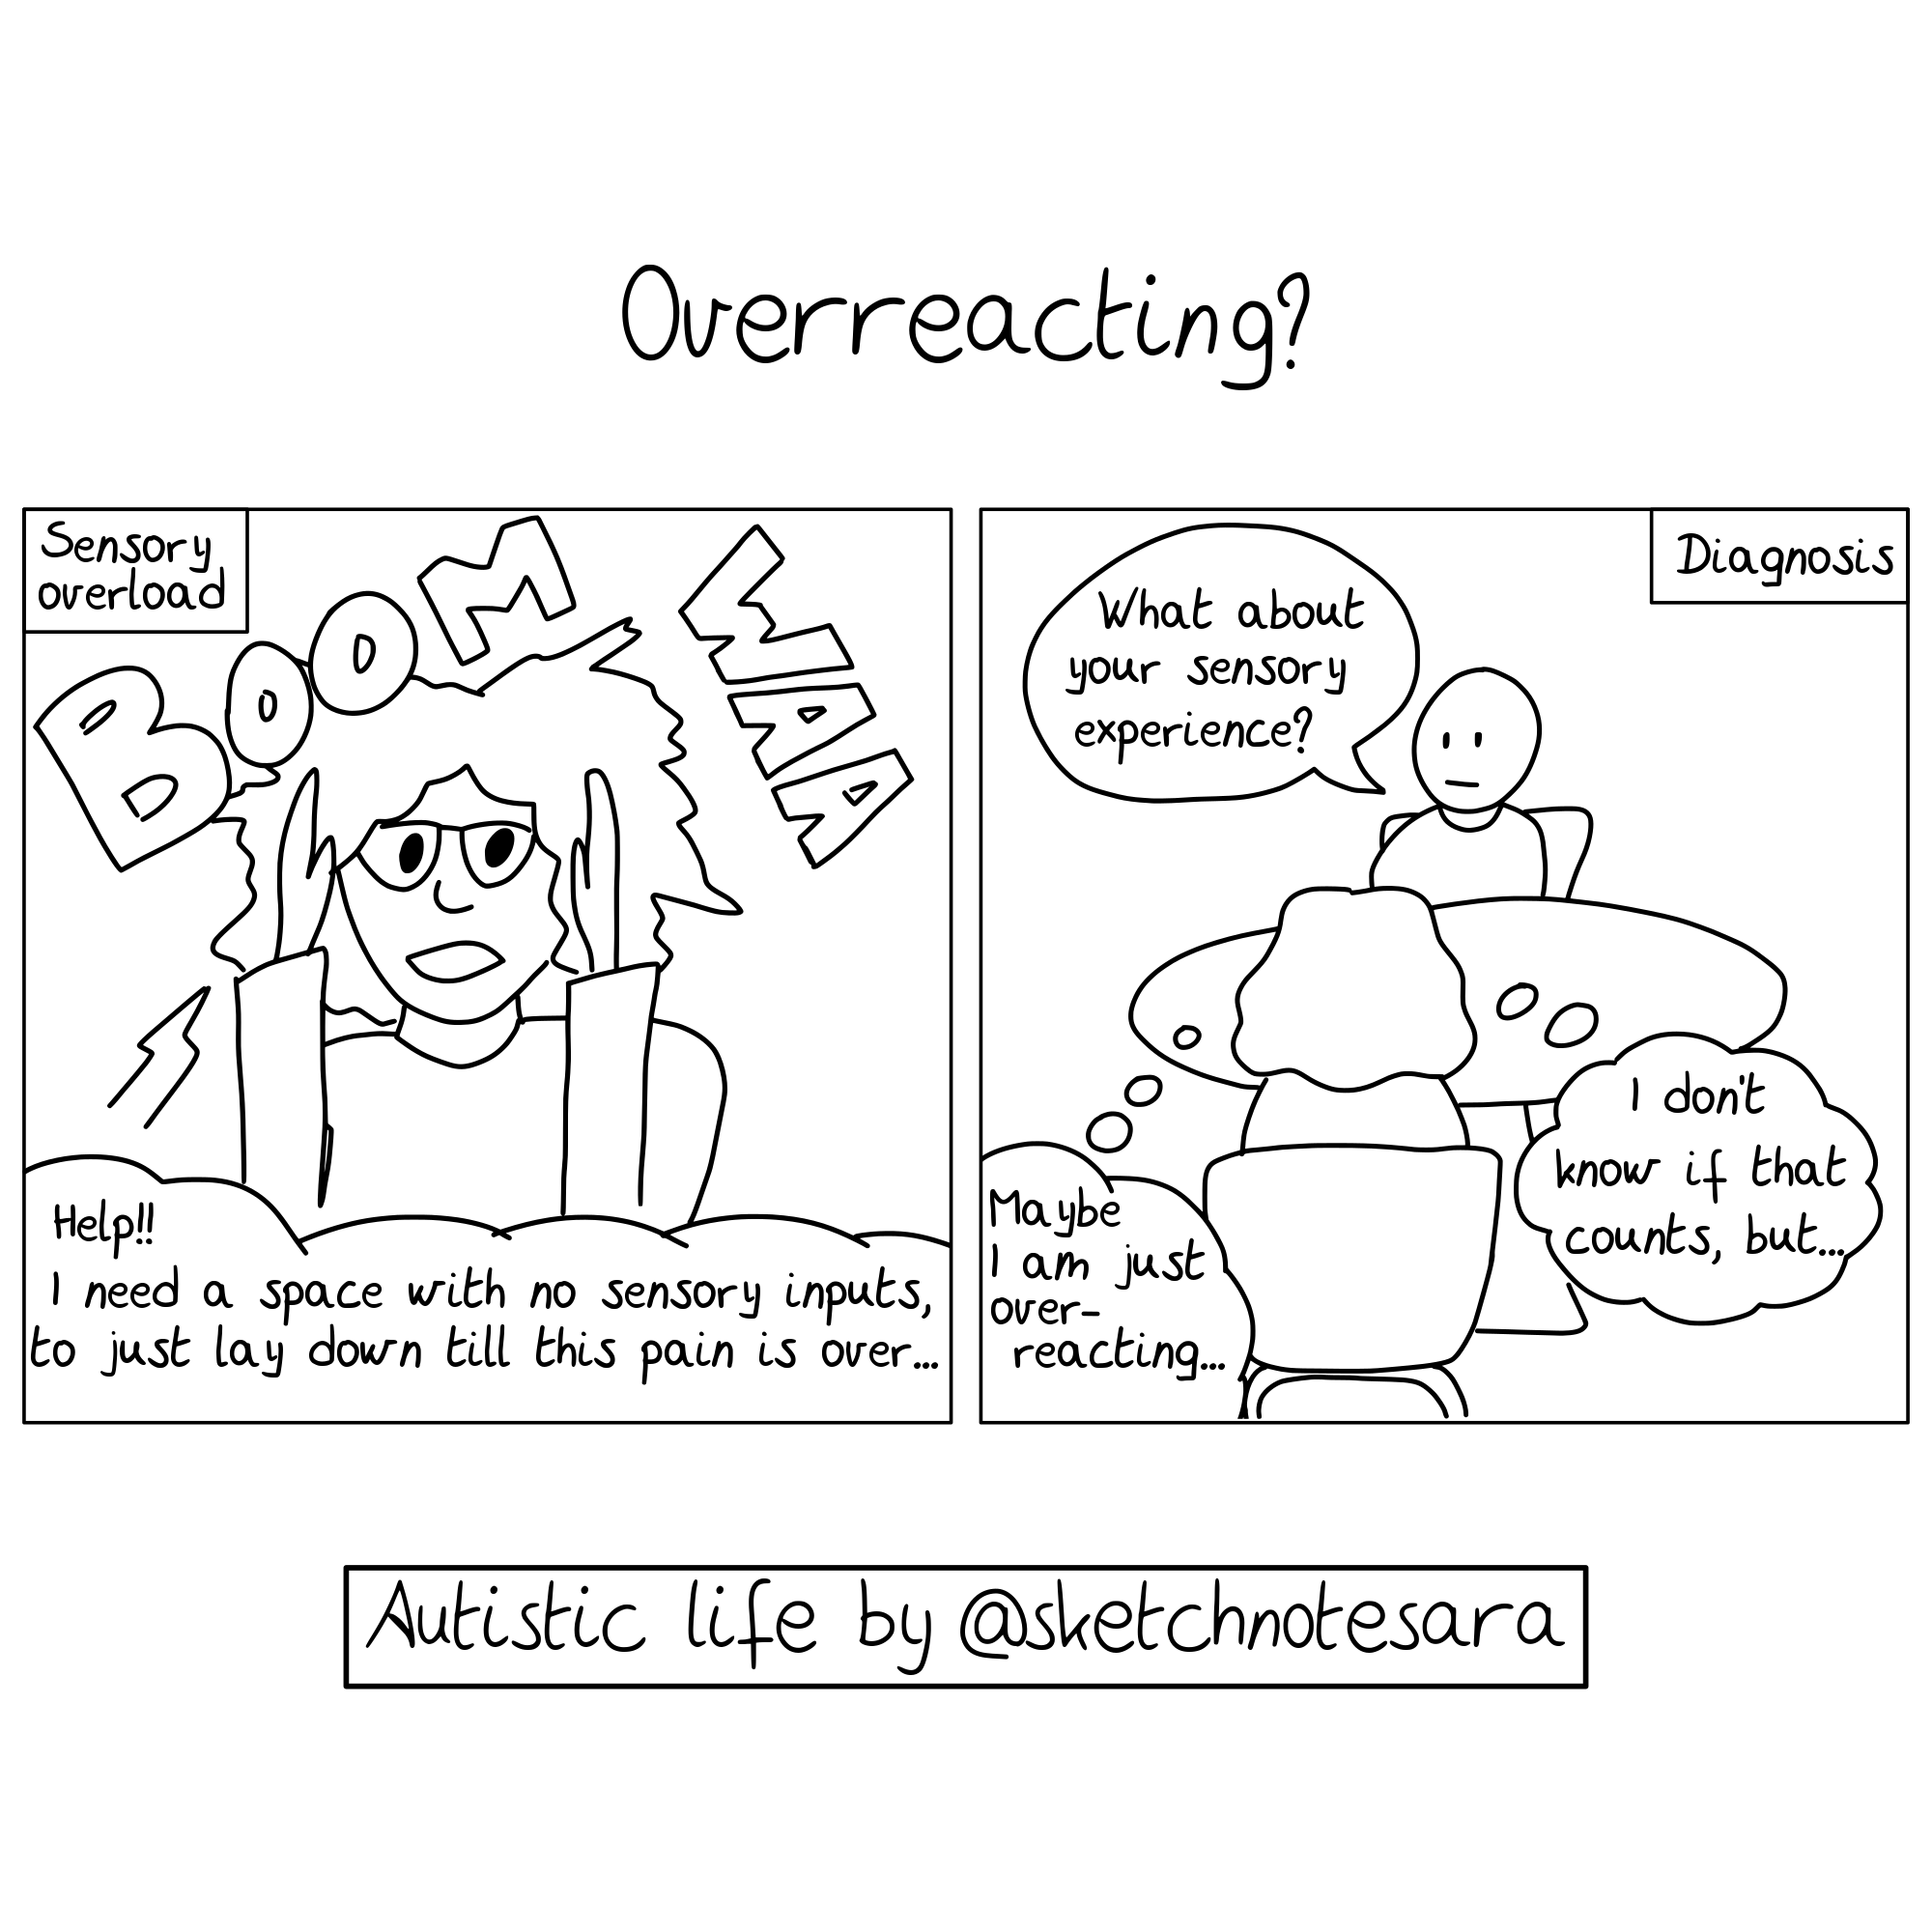 Overreacting?
Sensory
overload
BOOM
WEAR
Help!!
I need a space with no sensory inputs,
to just lay down till this pain is over...
Diagnosis
What about
your sensory
experience?
I don't
know if that
counts, but...
Maybe
I am just
over-
reacting...
Autistic life by @sketchnotesara